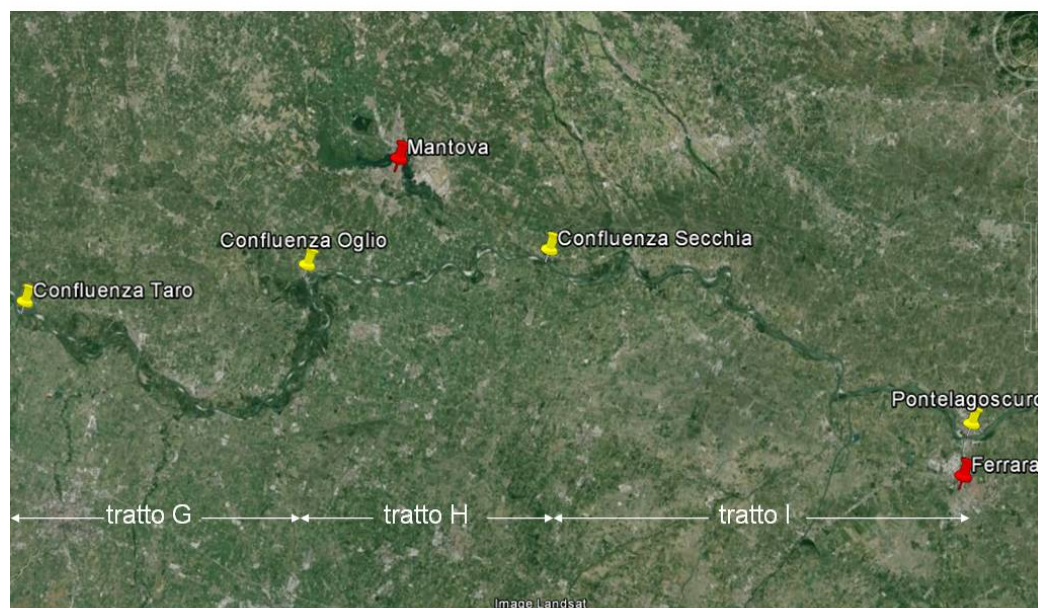 Mantova
Confluenza Oglio
Confluenza Secchia
Confluenza Taro
Pontelagoscuro
Ferrara
tratto G
tratto H
tratto I
Image Landsat